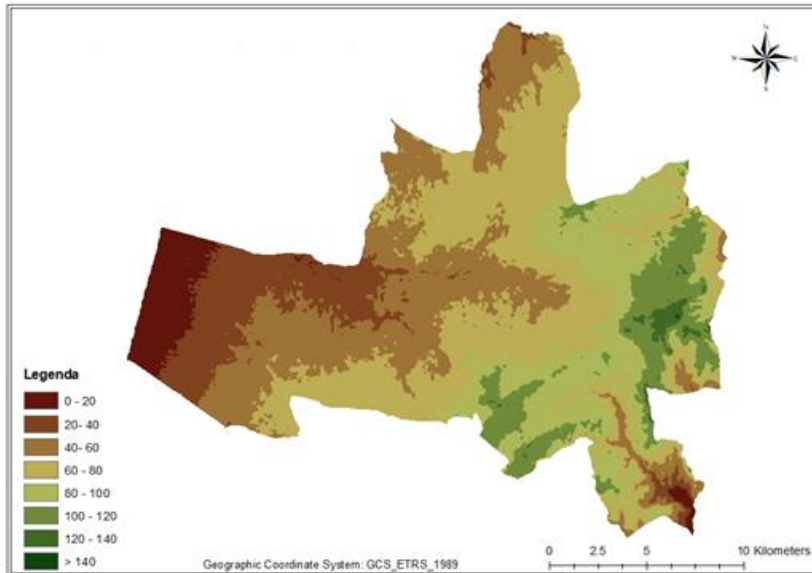 N
W E
S
Legenda
0 - 20
20- 40
40- 60
60 - 80
80 - 100
100 - 120
120 - 140
> 140
Geographic Coordinate System: GCS_ETRS_1989
0 2.5 5 10 Kilometers